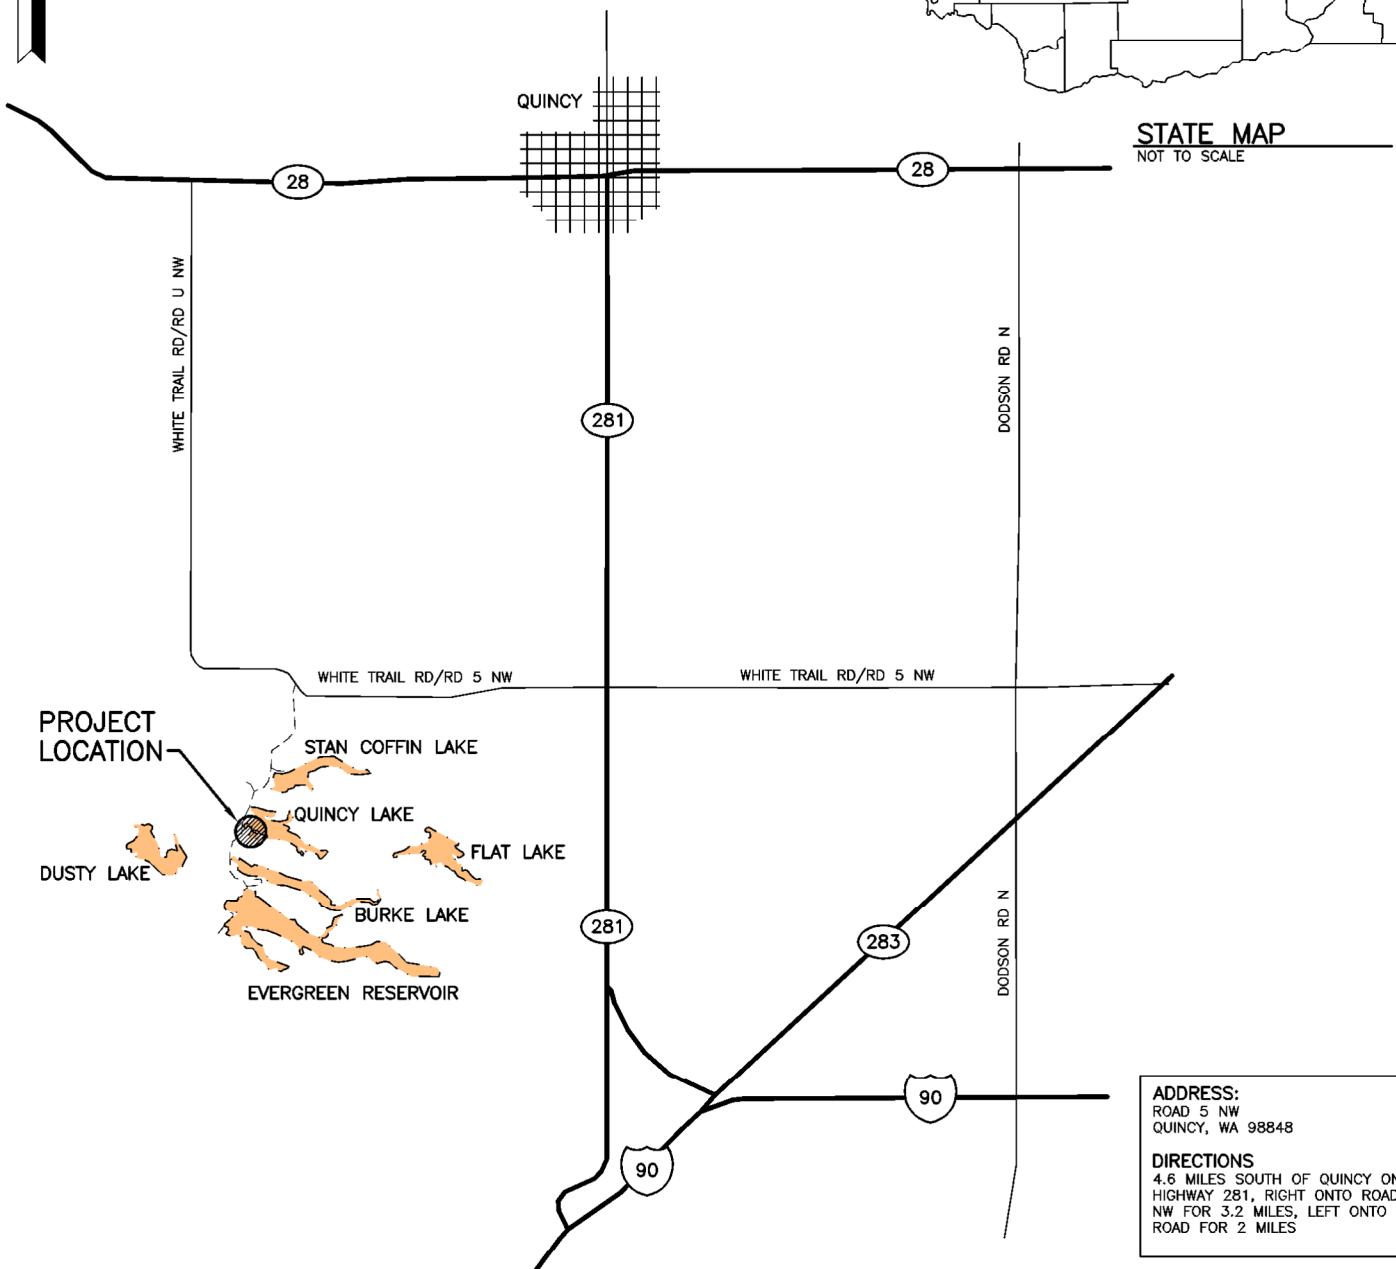 QUINCY
STATE MAP
NOT TO SCALE
28
28
WHITE TRAIL RD/RD U NW
DODSON RD N
281
WHITE TRAIL RD/RD 5 NW
WHITE TRAIL RD/RD 5 NW
PROJECT
LOCATION
STAN COFFIN LAKE
QUINCY LAKE
FLAT LAKE
DUSTY LAKE
BURKE LAKE
281
283
DODSON RD N
EVERGREEN RESERVOIR
90
90
ADDRESS:
ROAD 5 NW
QUINCY, WA 98848
DIRECTIONS
4.6 MILES SOUTH OF QUINCY ON
HIGHWAY 281, RIGHT ONTO ROAD
NW FOR 3.2 MILES, LEFT ONTO
ROAD FOR 2 MILES